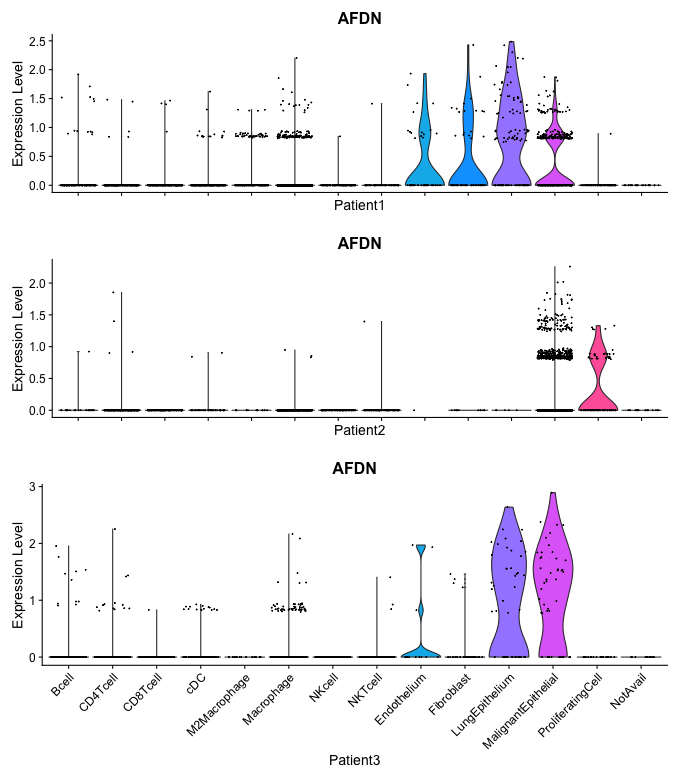 AFDN
Expression Level
2.5
2.0
1.5
1.0
0.5
0.0
Patient1
AFDN
Expression Level
2.0
1.5
1.0
0.5
0.0
Patient2
AFDN
Expression Level
3
2
1
0
Bcell
CD4Tcell
CD8Tcell
cDC
M2Macrophage
Macrophage
NKcell
NKTcell
Endothelium
Fibroblast
LungEpithelium
MalignantEpithelial
ProliferatingCell
NotAvail
Patient3